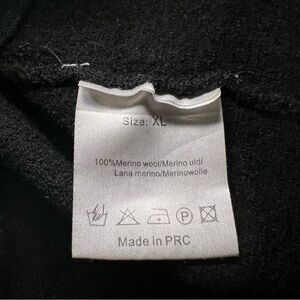 Size: XL
100%Merino wool/Merino uld/
Lana merino/Merinowolle
P
Made in PRC